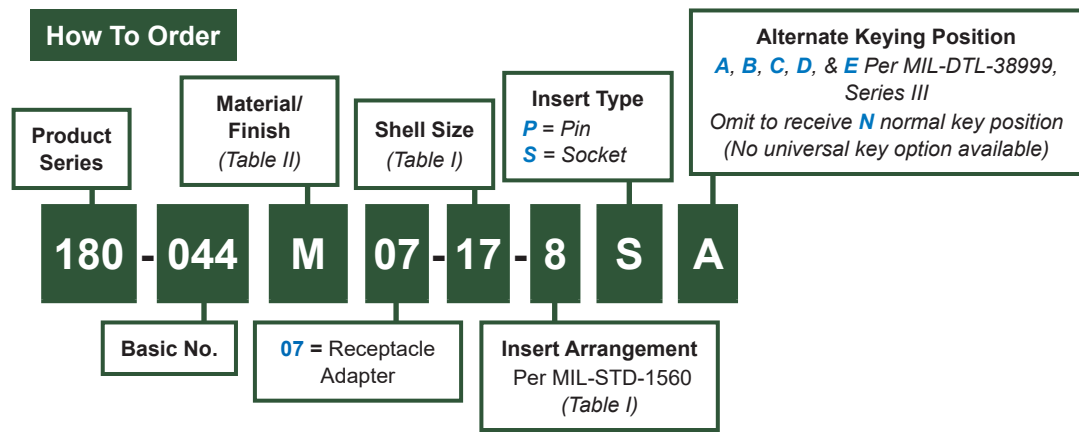 How To Order
Product
Series
Material/
Finish
(Table II)
Shell Size
(Table I)
Insert Type
P = Pin
S = Socket
Alternate Keying Position
A, B, C, D, & E Per MIL-DTL-38999,
Series III
Omit to receive N normal key position
(No universal key option available)
180 - 044 M 07 - 17 - 8 S A
Basic No.
07 = Receptacle
Adapter
Insert Arrangement
Per MIL-STD-1560
(Table I)